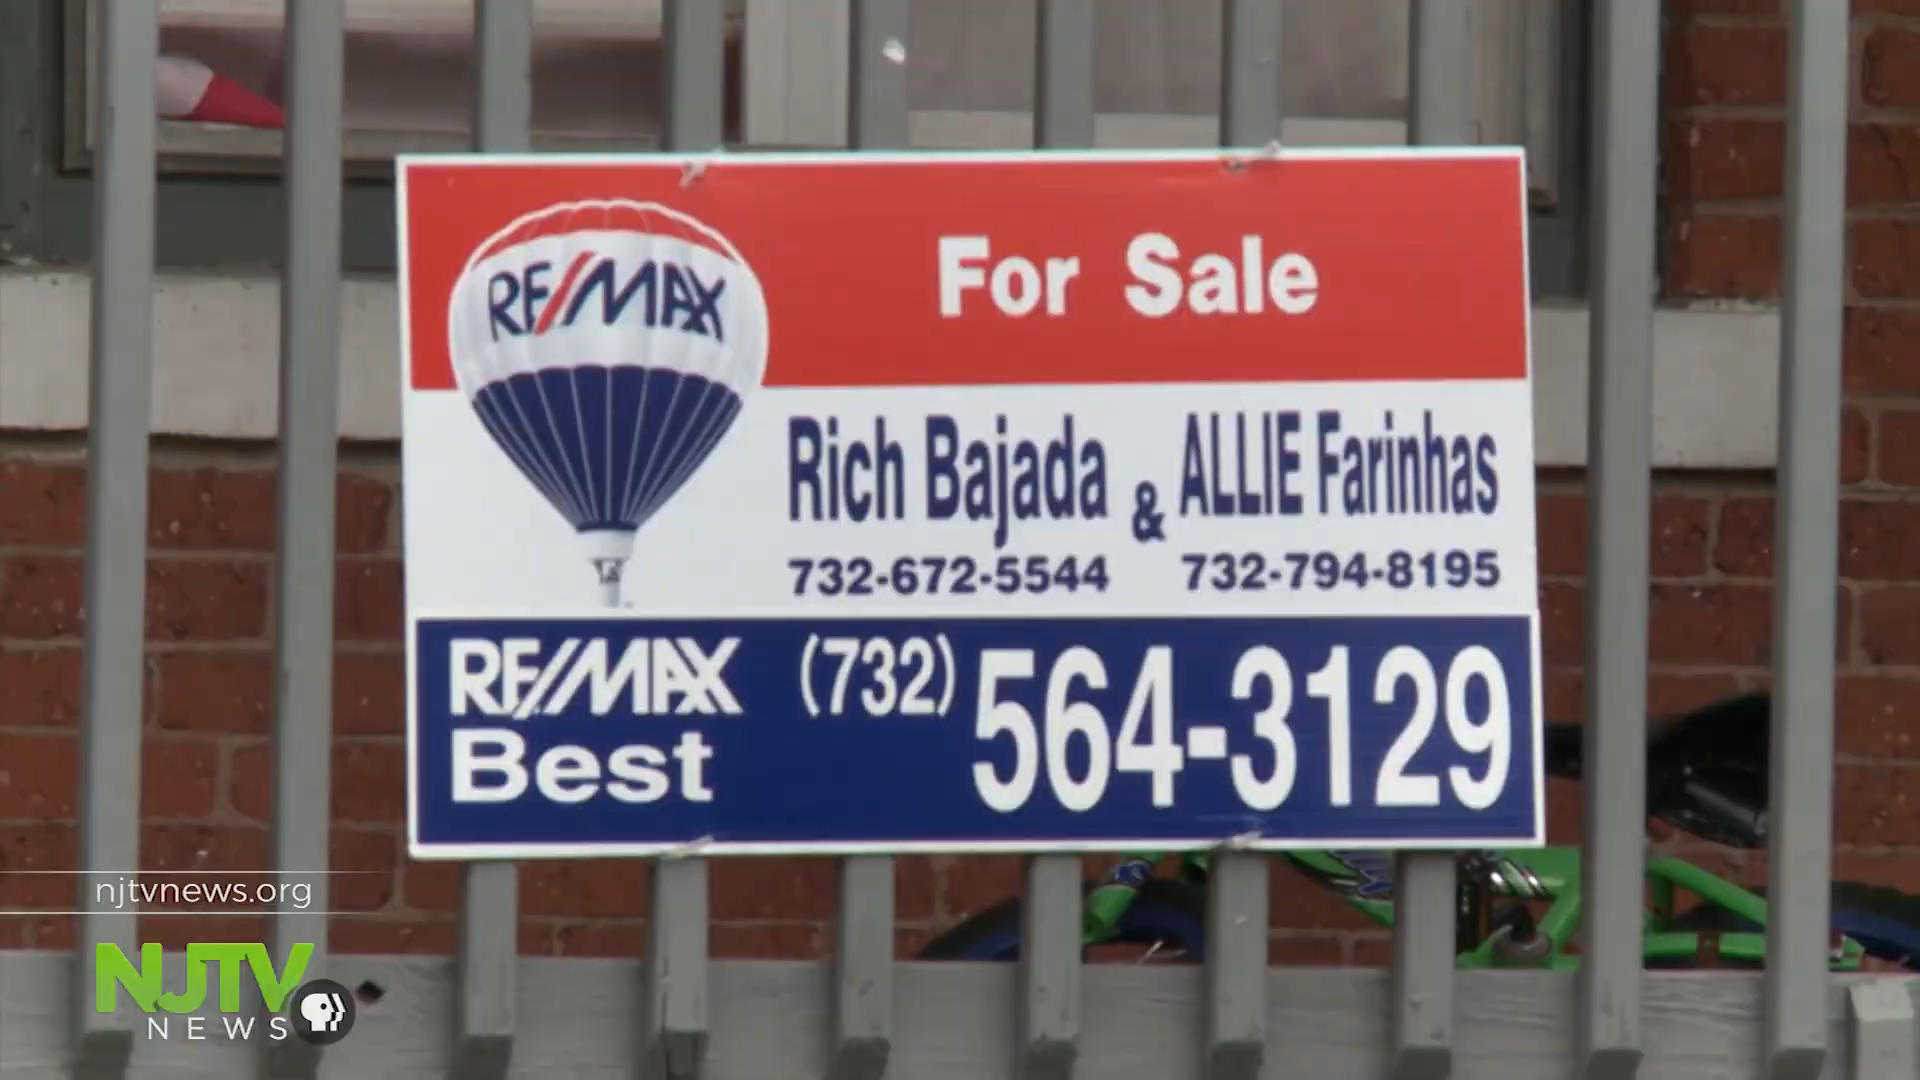 RE/MAX
For Sale
Rich Bajada & ALLIE Farinhas
732-672-5544 732-794-8195
RE/MAX (732) 564-3129
Best
njtvnews.org
NJTV
NEWS